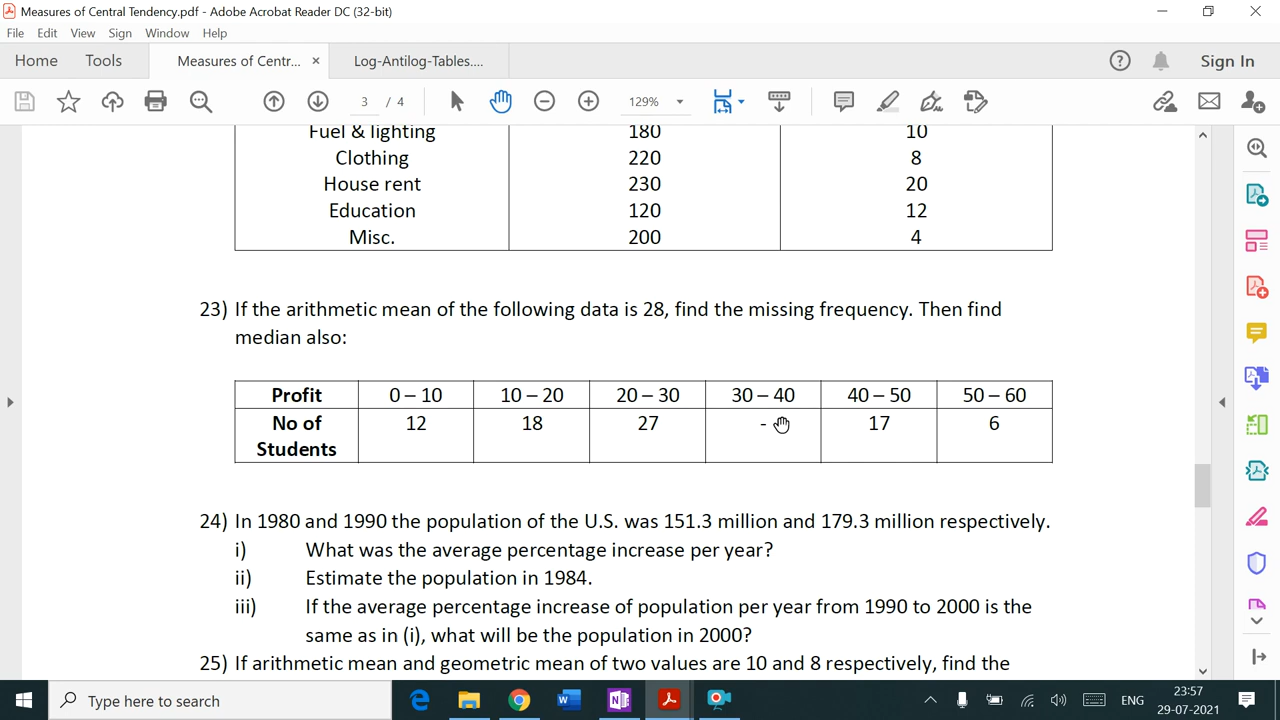 Measures of Central Tendency.pdf - Adobe Acrobat Reader DC (32-bit)
File Edit View Sign Window Help
Home Tools Measures of Centr... × Log-Antilog-Tables.... Sign In
3 / 4 129%
Fuel & lighting 180 10
Clothing 220 8
House rent 230 20
Education 120 12
Misc. 200 4
23) If the arithmetic mean of the following data is 28, find the missing frequency. Then find
median also:
Profit 0 – 10 10 – 20 20 – 30 30 – 40 40 – 50 50 – 60
No of 12 18 27 - 17 6
Students
24) In 1980 and 1990 the population of the U.S. was 151.3 million and 179.3 million respectively.
i) What was the average percentage increase per year?
ii) Estimate the population in 1984.
iii) If the average percentage increase of population per year from 1990 to 2000 is the
same as in (i), what will be the population in 2000?
25) If arithmetic mean and geometric mean of two values are 10 and 8 respectively, find the
Type here to search
ENG
23:57
29-07-2021